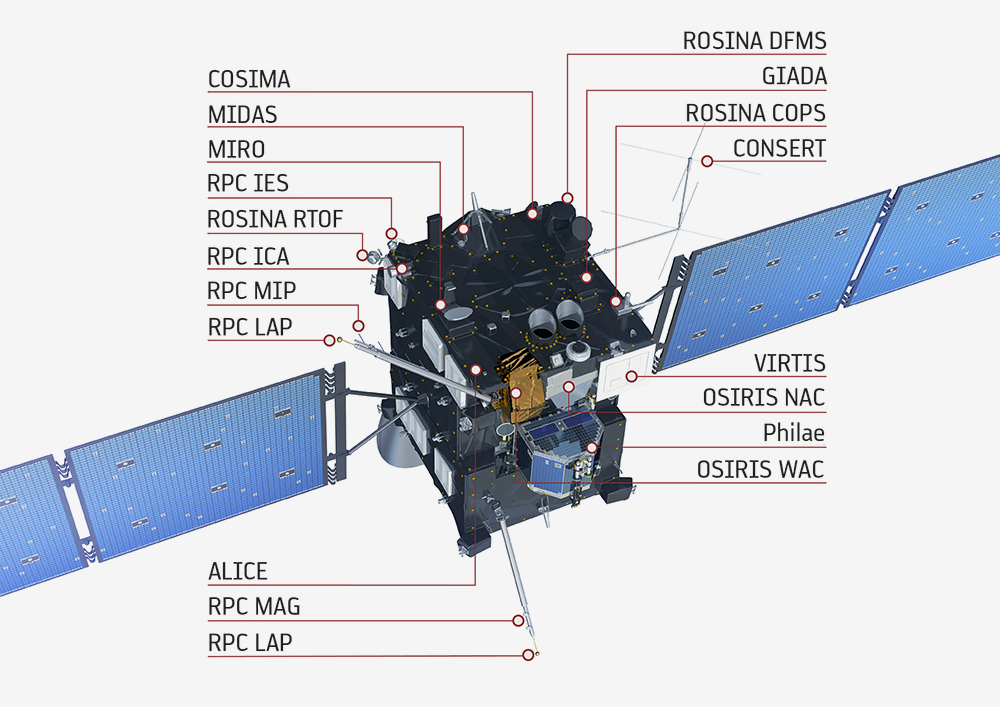 COSIMA
MIDAS
MIRO
RPC IES
ROSINA RTOF
RPC ICA
RPC MIP
RPC LAP
ROSINA DFMS
GIADA
ROSINA COPS
CONSERT
VIRTIS
OSIRIS NAC
Philae
OSIRIS WAC
ALICE
RPC MAG
RPC LAP